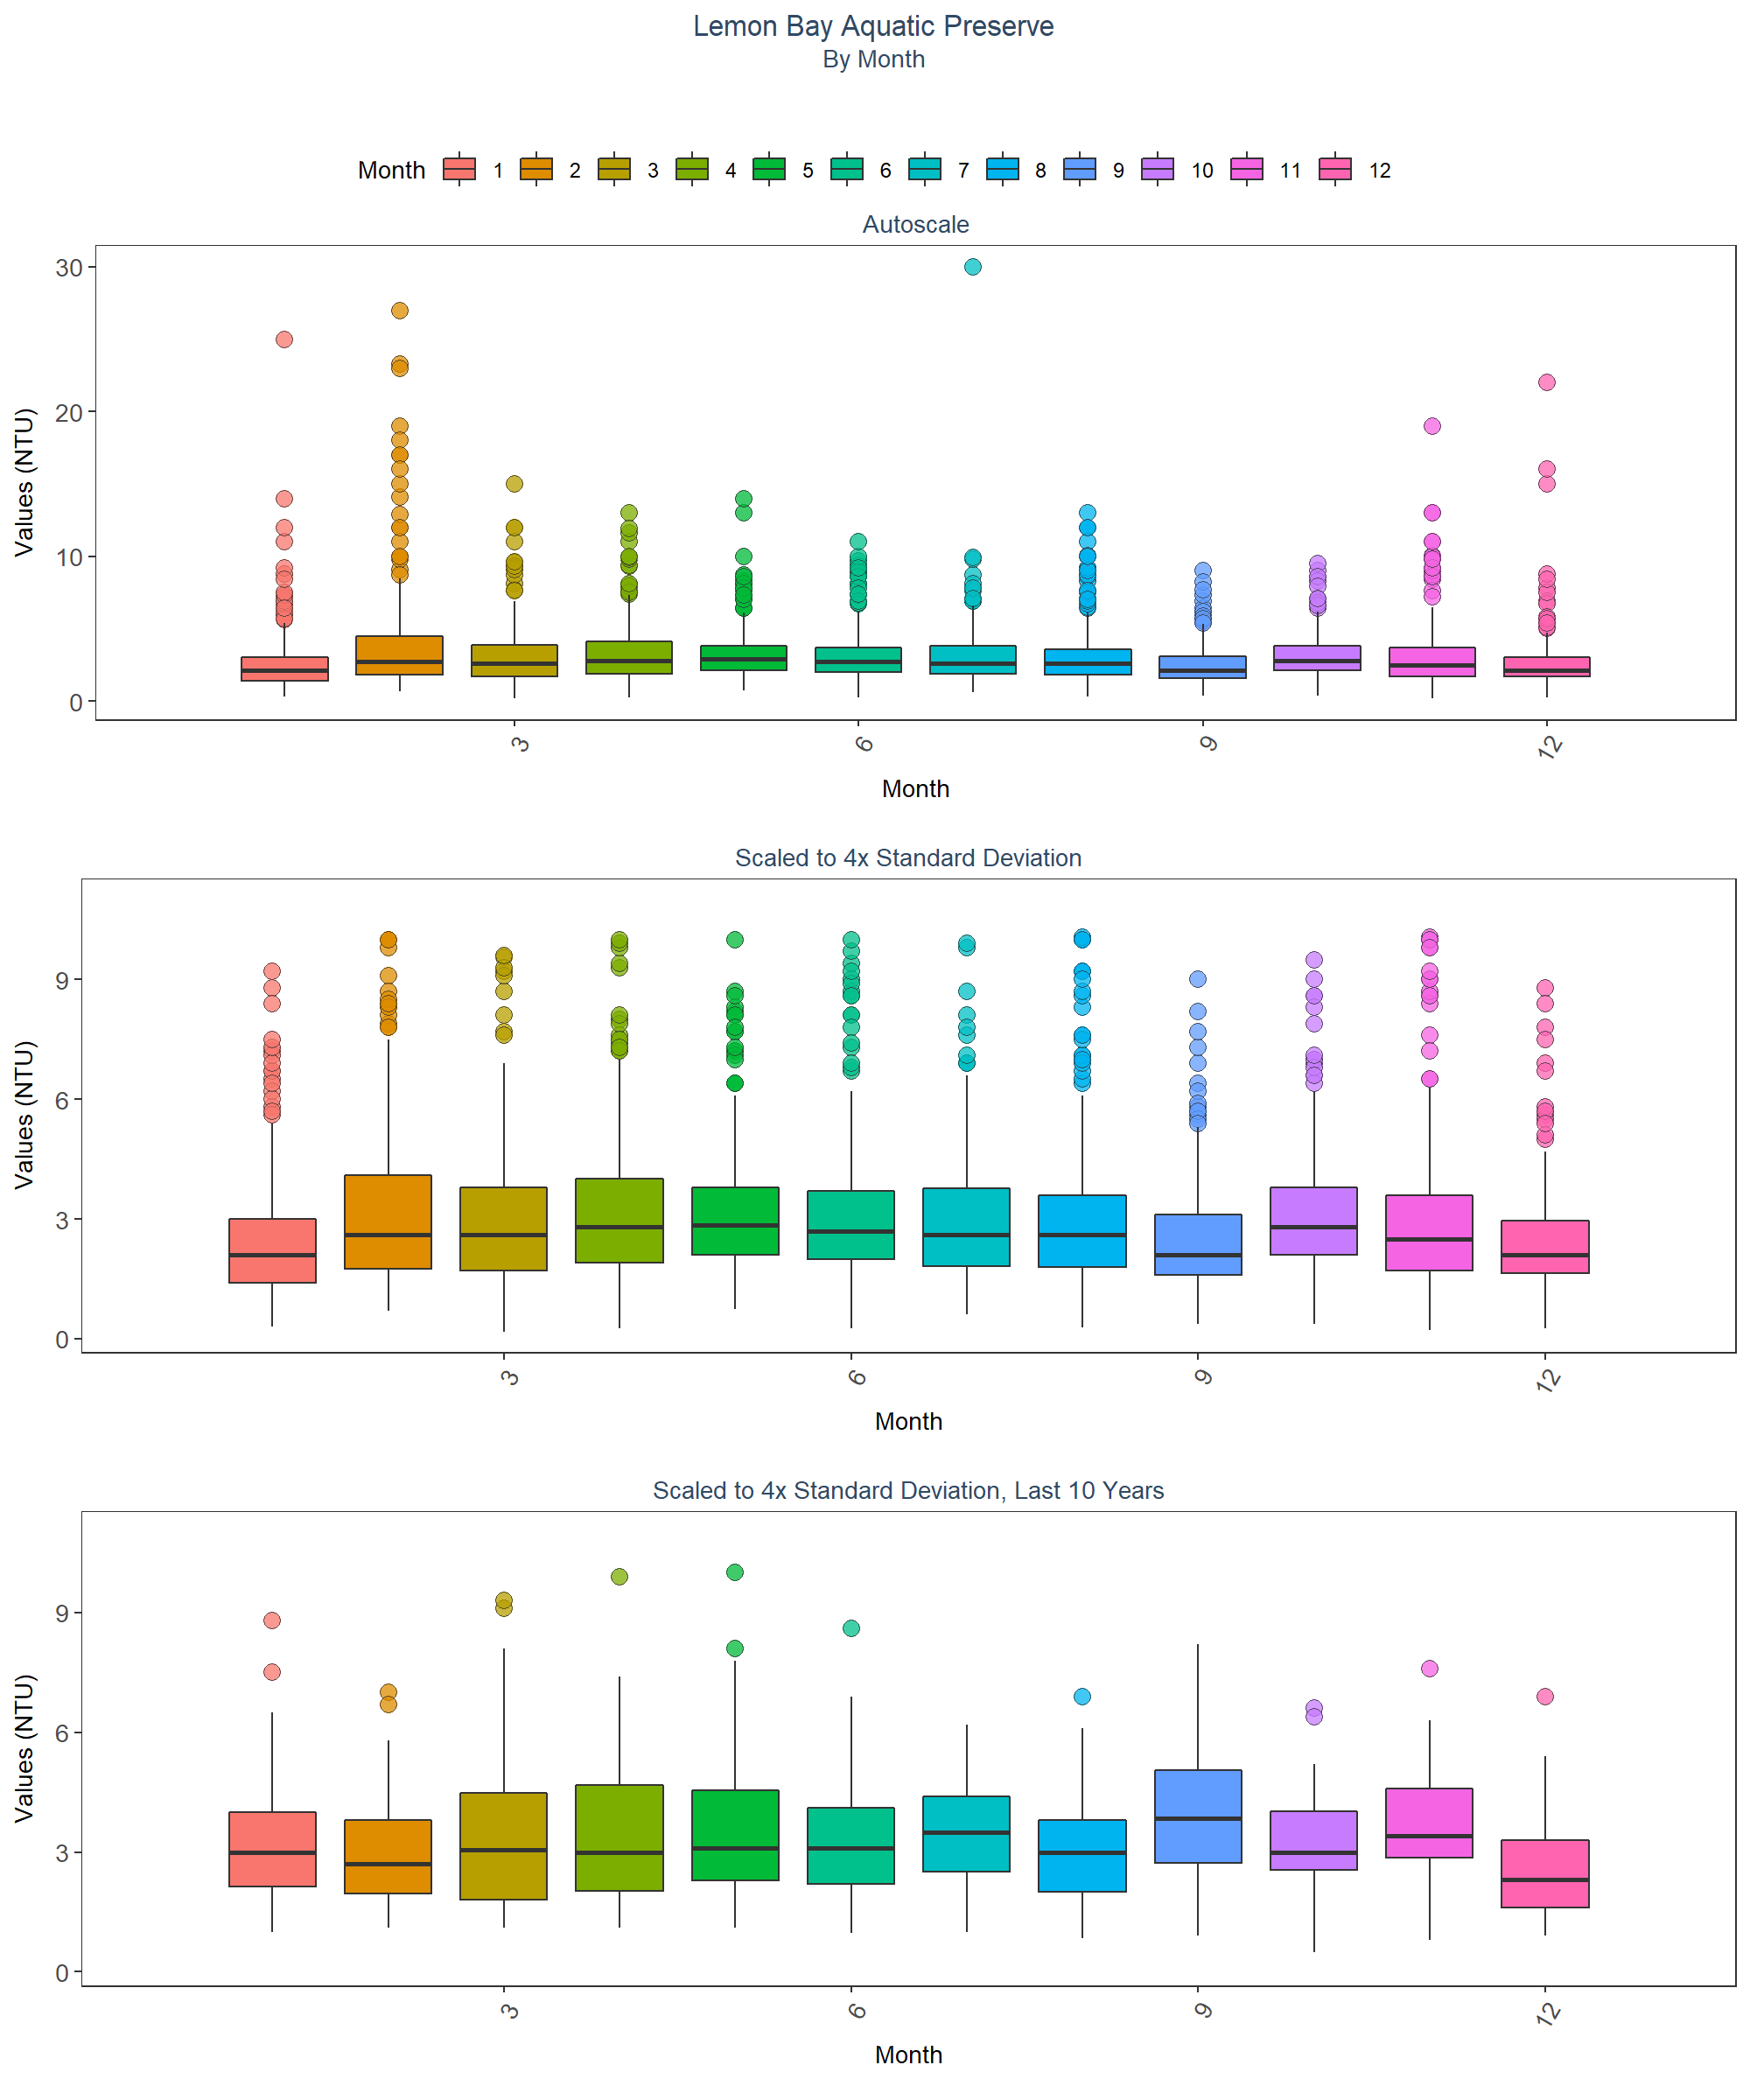 Lemon Bay Aquatic Preserve
By Month
Month 1 2 3 4 5 6 7 8 9 10 11 12
Autoscale
Values (NTU)
30
20
10
0
3 6 9 12
Month
Scaled to 4x Standard Deviation
Values (NTU)
9
6
3
0
3 6 9 12
Month
Scaled to 4x Standard Deviation, Last 10 Years
Values (NTU)
9
6
3
0
3 6 9 12
Month